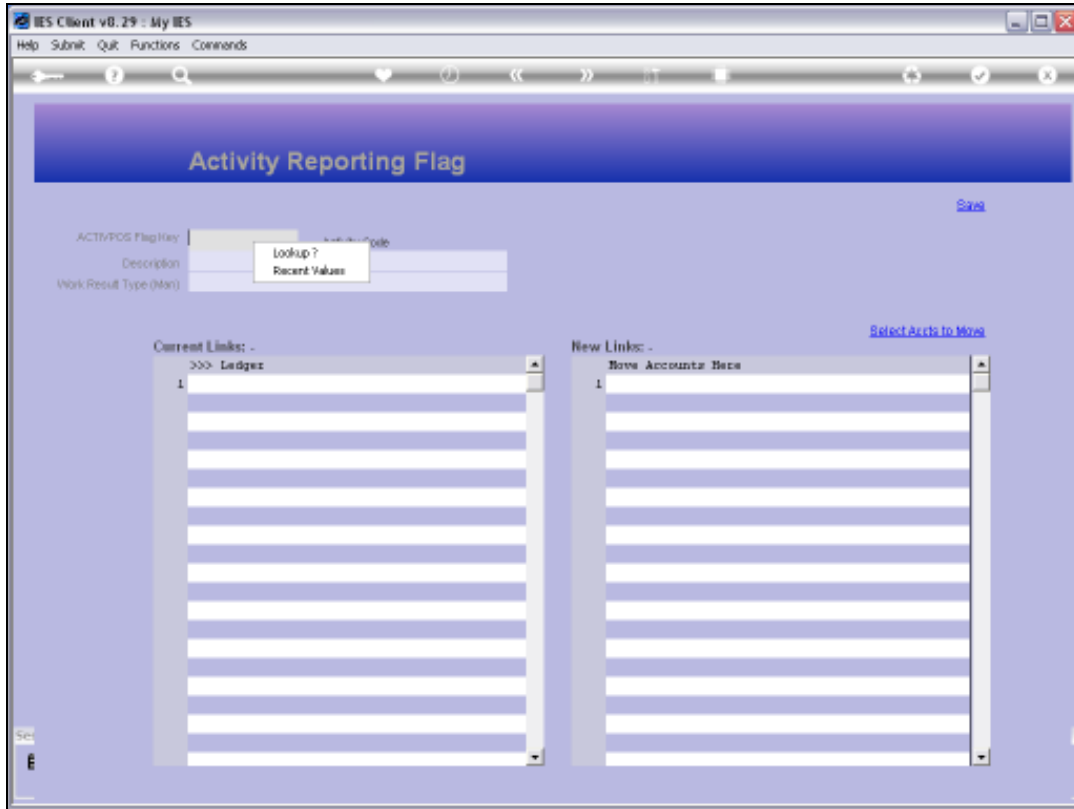 IES Client v8.29 : My IES
Help Submit Quit Functions Commands
Activity Reporting Flag
Save
ACTIVPOS Flag Key
Code
Lookup ?
Description
Recent Values
Work Result Type (Man)
Select Accts to Move
Current Links: -
New Links: -
>>> Ledger
Move Accounts Here
1
1